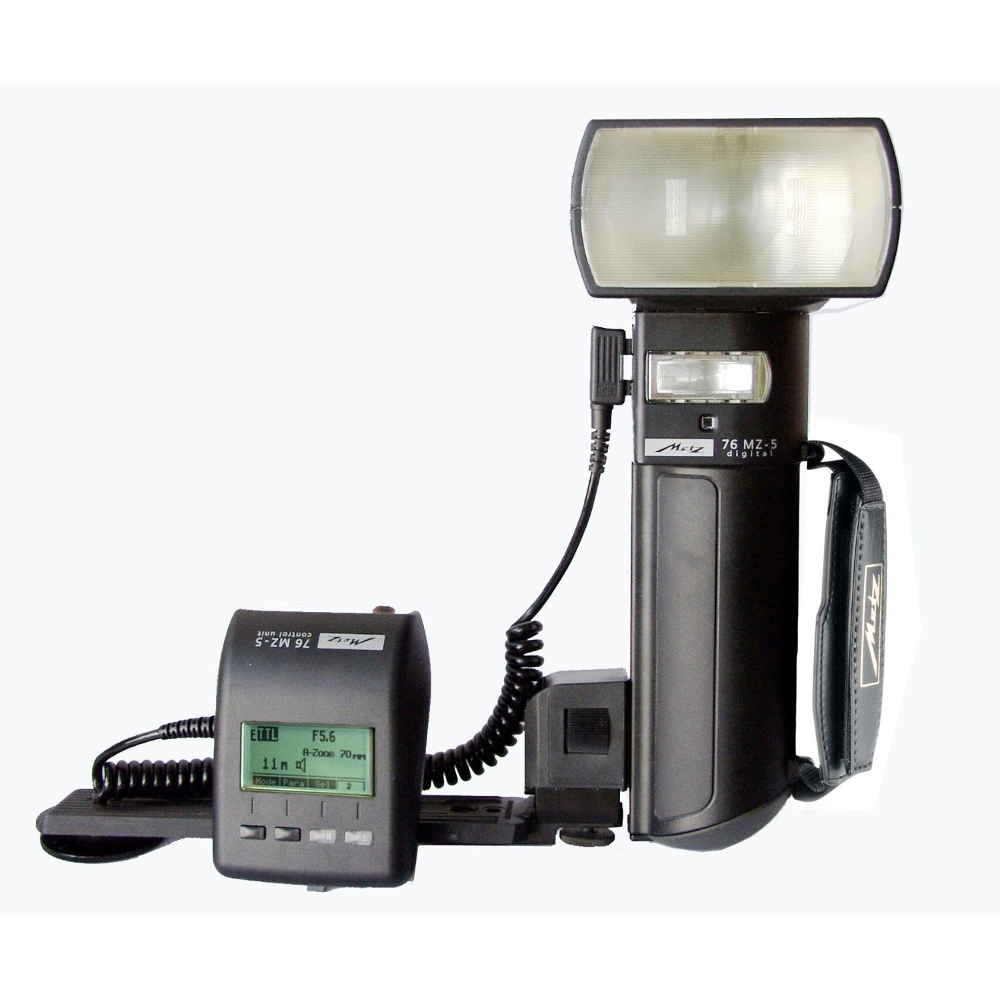 Metz 76 MZ-5
digital
Metz
Metz 76 MZ-5
control unit
ETTL F5.6
A-Zoom 70mm
11m
Mode Para Sel